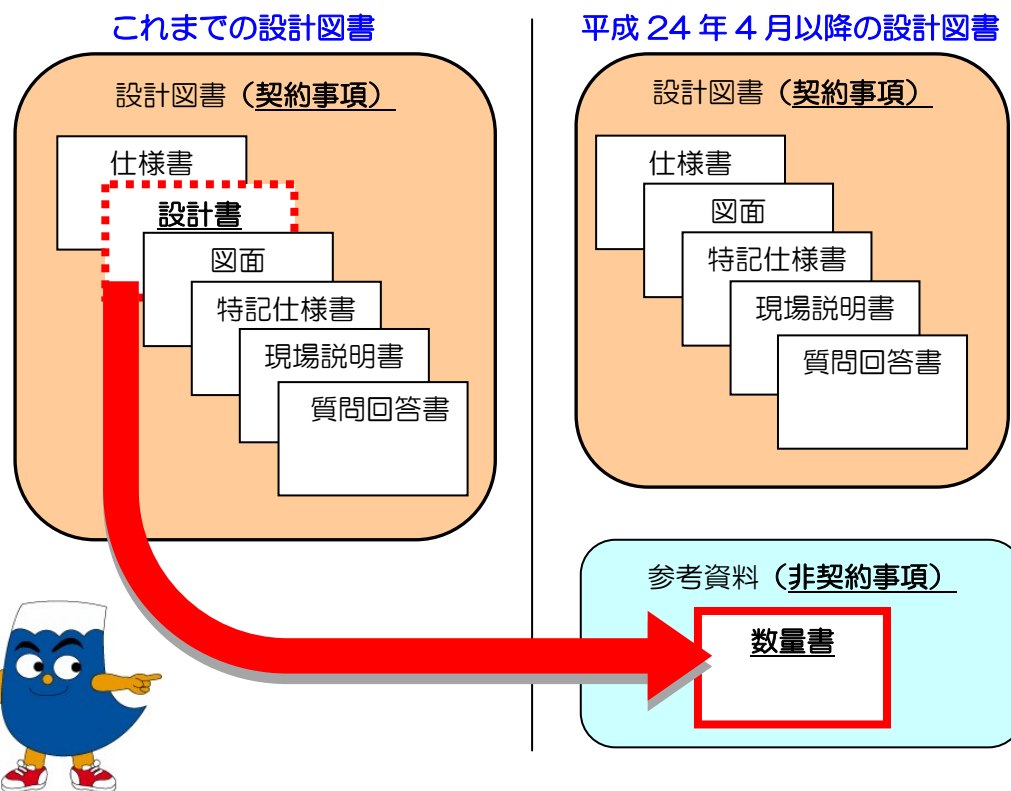 これまでの設計図書
設計図書（契約事項）
仕様書
設計書
図面
特記仕様書
現場説明書
質問回答書
平成 24 年 4 月以降の設計図書
設計図書（契約事項）
仕様書
図面
特記仕様書
現場説明書
質問回答書
参考資料（非契約事項）
数量書